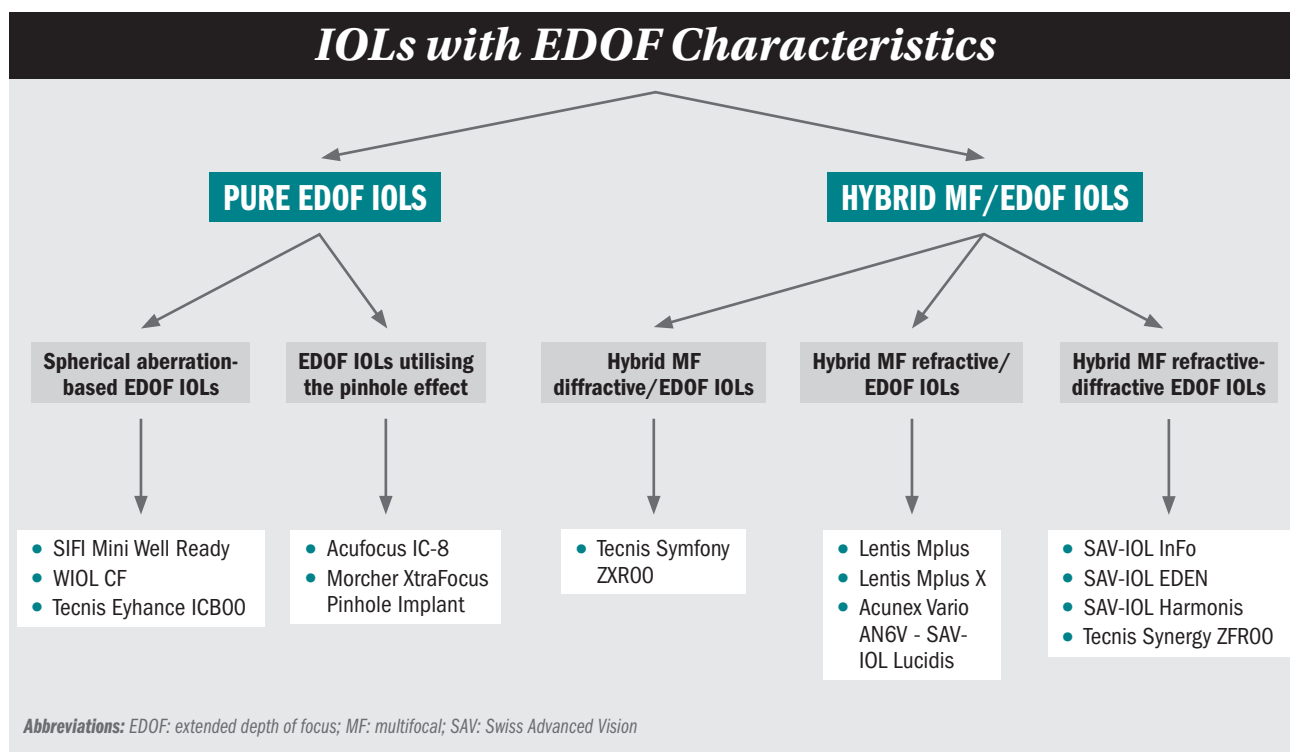 IOLs with EDOF Characteristics
PURE EDOF IOLS
HYBRID MF/EDOF IOLS
Spherical aberration-
based EDOF IOLs
EDOF IOLs utilising
the pinhole effect
Hybrid MF
diffractive/EDOF IOLs
Hybrid MF refractive/
EDOF IOLs
Hybrid MF refractive-
diffractive EDOF IOLs
• SIFI Mini Well Ready
• WIOL CF
• Tecnis Eyhance ICB00
• Acufocus IC-8
• Morcher XtraFocus
Pinhole Implant
• Tecnis Symfony
ZXR00
• Lentis Mplus
• Lentis Mplus X
• Acunex Vario
AN6V - SAV-
IOL Lucidis
• SAV-IOL InFo
• SAV-IOL EDEN
• SAV-IOL Harmonis
• Tecnis Synergy ZFR00
Abbreviations: EDOF: extended depth of focus; MF: multifocal; SAV: Swiss Advanced Vision